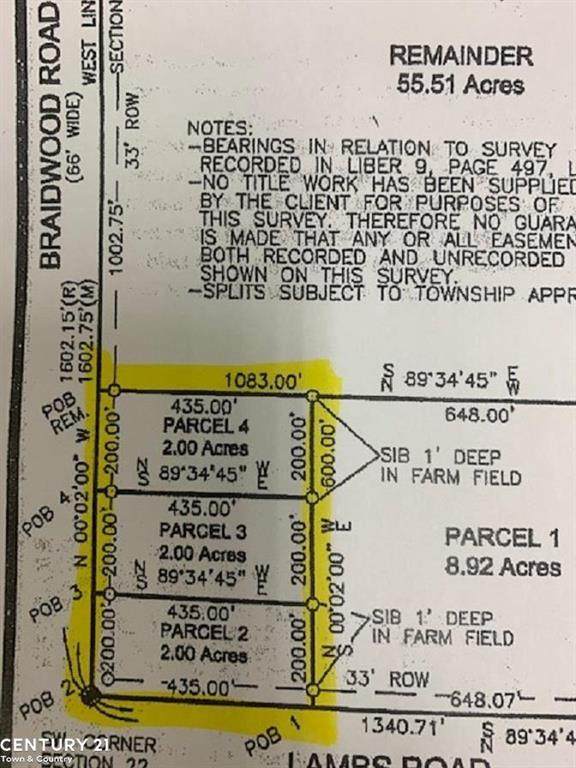 BRAIDWOOD ROAD
(66' WIDE)
WEST LIN
SECTION
33' ROW
1002.75'
1602.15'(R)
1602.75'(M)
REMAINDER
55.51 Acres
NOTES:
-BEARINGS IN RELATION TO SURVEY
RECORDED IN LIBER 9, PAGE 497, L
-NO TITLE WORK HAS BEEN SUPPLIED
BY THE CLIENT FOR PURPOSES OF
THIS SURVEY. THEREFORE NO GUARA
IS MADE THAT ANY OR ALL EASEMEN
BOTH RECORDED AND UNRECORDED
SHOWN ON THIS SURVEY.
-SPLITS SUBJECT TO TOWNSHIP APPR
1083.00'
S
N 89°34'45" E
W
648.00'
POB
REM.
435.00'
PARCEL 4
2.00 Acres
N
S 89°34'45" W
E
200.00'
200.00'
600.00'
SIB 1' DEEP
IN FARM FIELD
POB 4
N 00°02'00" W
435.00'
PARCEL 3
2.00 Acres
N
S 89°34'45" W
E
200.00'
200.00'
N
S 00°02'00" W
E
PARCEL 1
8.92 Acres
POB 3
435.00'
PARCEL 2
2.00 Acres
200.00'
200.00'
SIB 1' DEEP
IN FARM FIELD
435.00'
33' ROW
648.07'
POB 2
POB 1
1340.71'
S
N 89°34'4
SW CORNER
SECTION 22
LAMBS ROAD
CENTURY 21
Town & Country